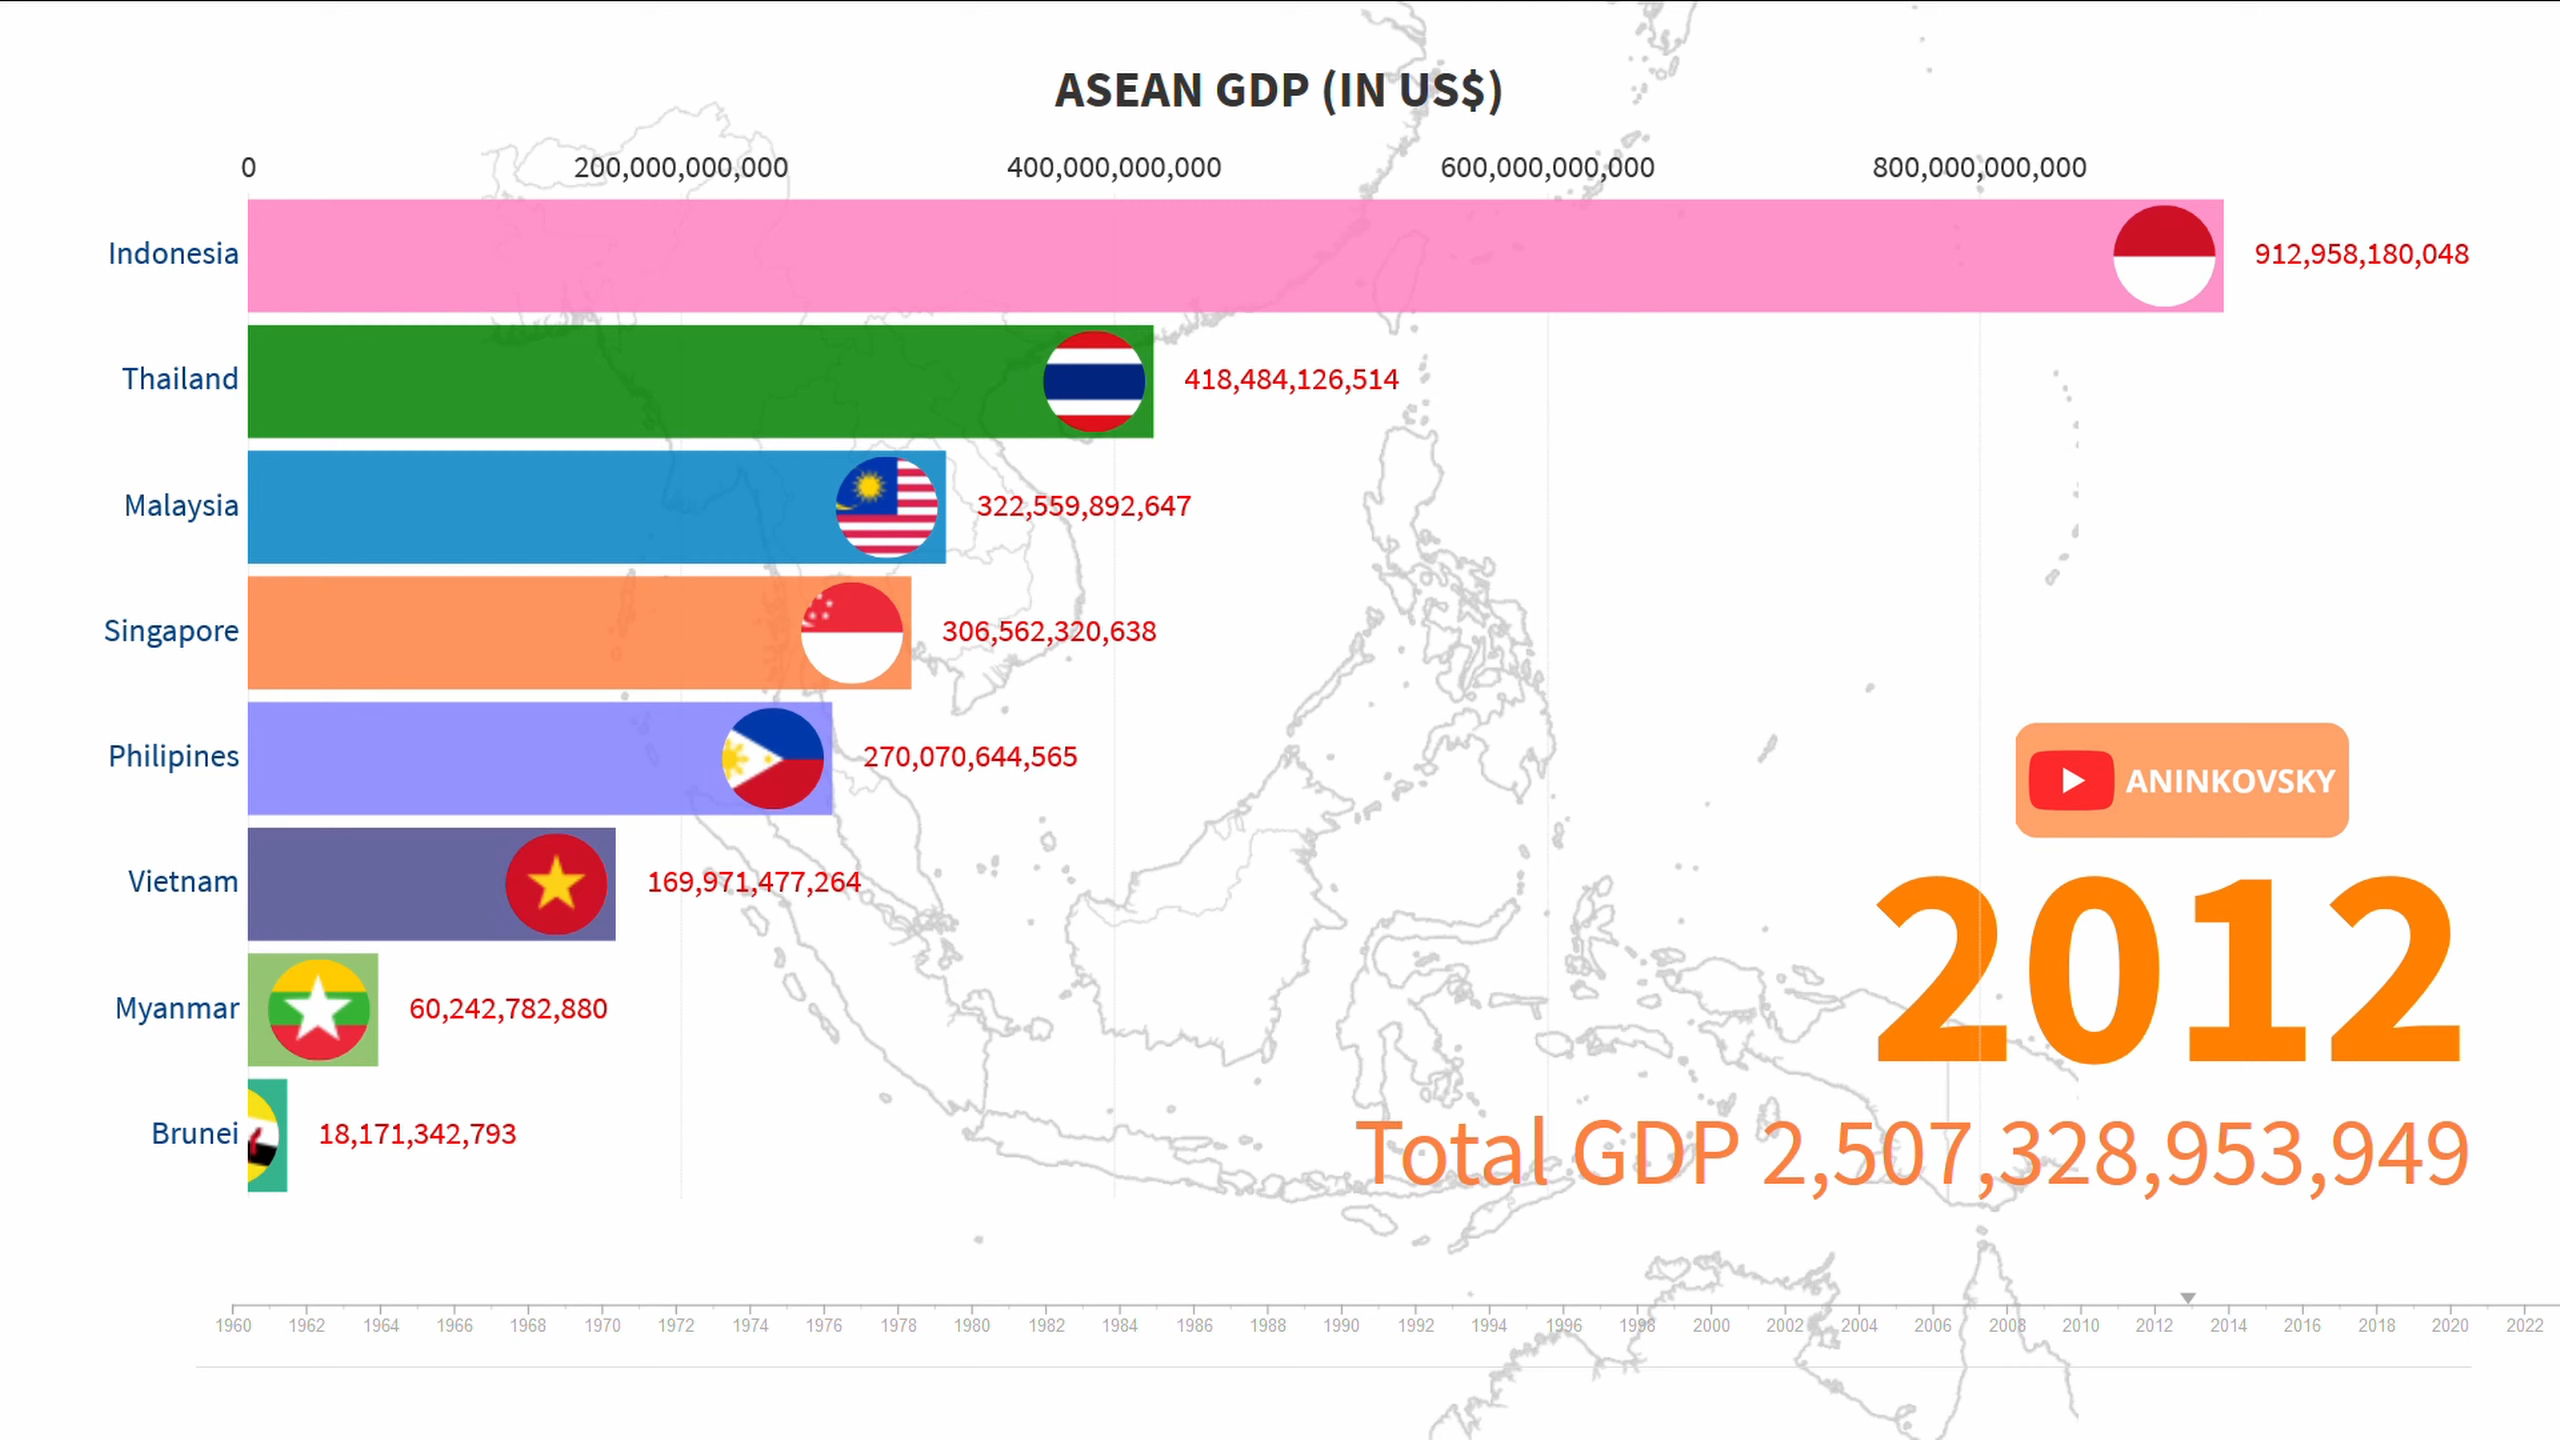 ASEAN GDP (IN US$)
0 200,000,000,000 400,000,000,000 600,000,000,000 800,000,000,000
Indonesia 912,958,180,048
Thailand 418,484,126,514
Malaysia 322,559,892,647
Singapore 306,562,320,638
Philipines 270,070,644,565
ANINKOVSKY
Vietnam 169,971,477,264
2012
Myanmar 60,242,782,880
Brunei 18,171,342,793
Total GDP 2,507,328,953,949
1960 1962 1964 1966 1968 1970 1972 1974 1976 1978 1980 1982 1984 1986 1988 1990 1992 1994 1996 1998 2000 2002 2004 2006 2008 2010 2012 2014 2016 2018 2020 2022